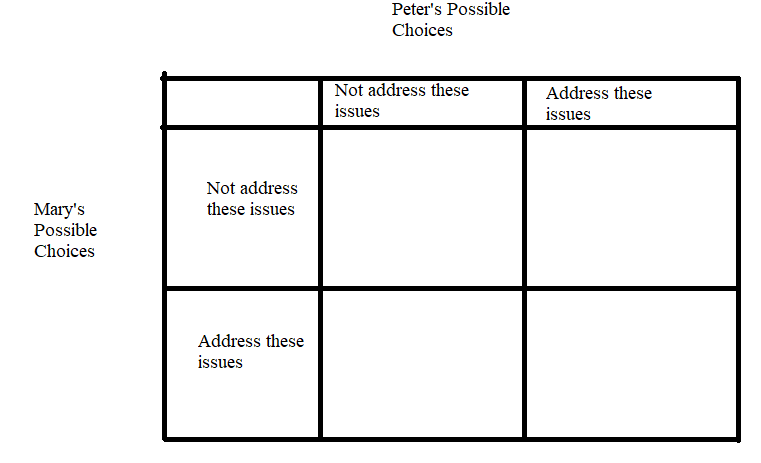 Peter's Possible
Choices
Not address these
issues
Address these
issues
Mary's
Possible
Choices
Not address
these issues
Address these
issues